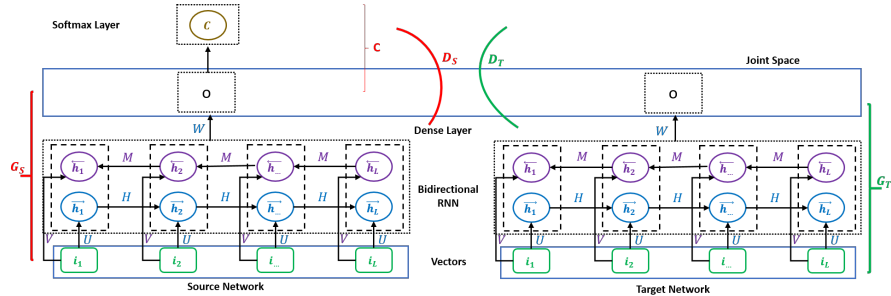 Softmax Layer
C
C
D_S
D_T
Joint Space
O
O
W
Dense Layer
W
G_S
G_T
Bidirectional
RNN
h_1 M h_2 M h_... M h_L
h_1 M h_2 M h_... M h_L
h_1 H h_2 H h_... H h_L
h_1 H h_2 H h_... H h_L
V U V U V U V U
V U V U V U V U
i_1 i_2 i_... i_L
Vectors
i_1 i_2 i_... i_L
Source Network
Target Network